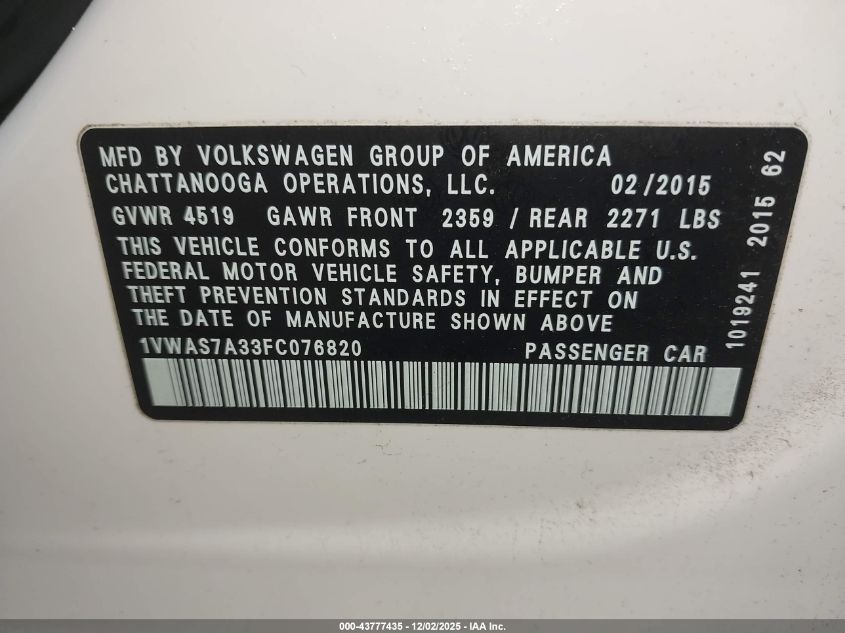 MFD BY VOLKSWAGEN GROUP OF AMERICA
CHATTANOOGA OPERATIONS, LLC. 02/2015
GVWR 4519 GAWR FRONT 2359 / REAR 2271 LBS
THIS VEHICLE CONFORMS TO ALL APPLICABLE U.S.
FEDERAL MOTOR VEHICLE SAFETY, BUMPER AND
THEFT PREVENTION STANDARDS IN EFFECT ON
THE DATE OF MANUFACTURE SHOWN ABOVE
1VWAS7A33FC076820 PASSENGER CAR
1019241 2015 62
000-43777435 - 12/02/2025 - IAA Inc.